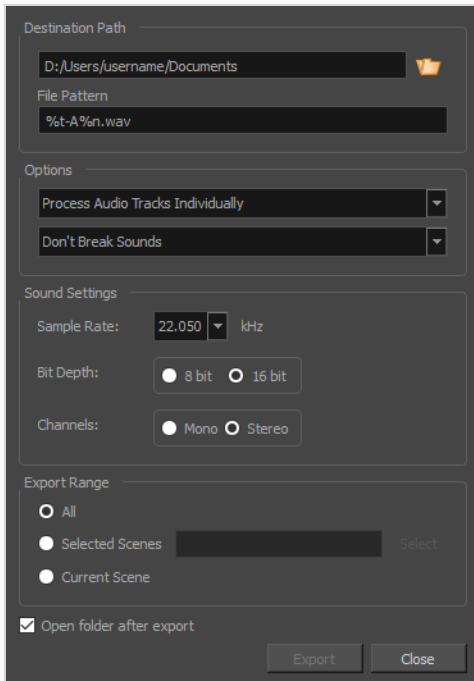 Destination Path
D:/Users/username/Documents
File Pattern
%t-A%n.wav
Options
Process Audio Tracks Individually
Don't Break Sounds
Sound Settings
Sample Rate: 22.050 kHz
Bit Depth: 8 bit 16 bit
Channels: Mono Stereo
Export Range
All
Selected Scenes Select
Current Scene
Open folder after export
Export Close